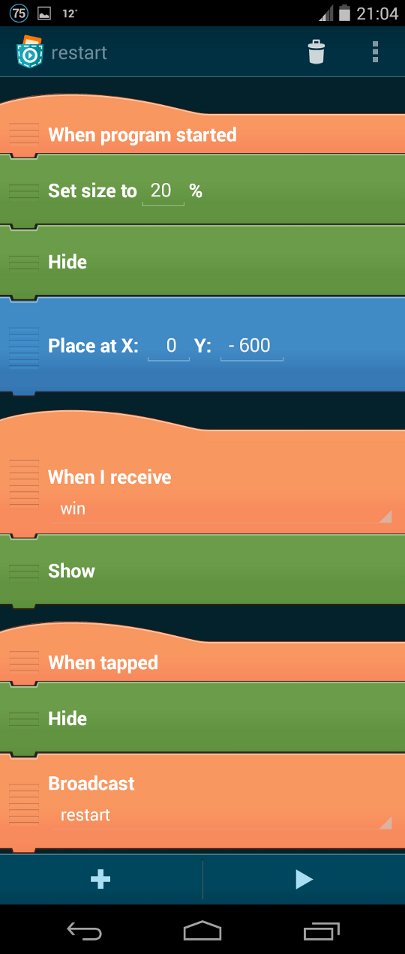 75 12° 21:04
restart
When program started
Set size to 20 %
Hide
Place at X: 0 Y: - 600
When I receive
win
Show
When tapped
Hide
Broadcast
restart